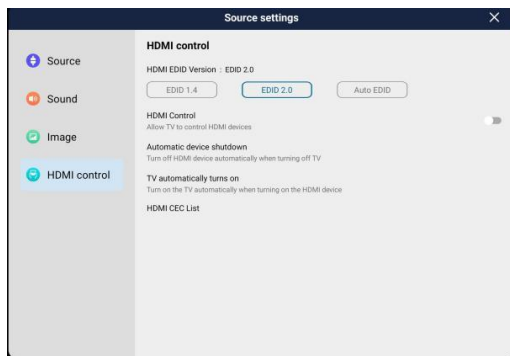 Source settings
Source
Sound
Image
HDMI control
HDMI control
HDMI EDID Version : EDID 2.0
EDID 1.4
EDID 2.0
Auto EDID
HDMI Control
Allow TV to control HDMI devices
Automatic device shutdown
Turn off HDMI device automatically when turning off TV
TV automatically turns on
Turn on the TV automatically when turning on the HDMI device
HDMI CEC List